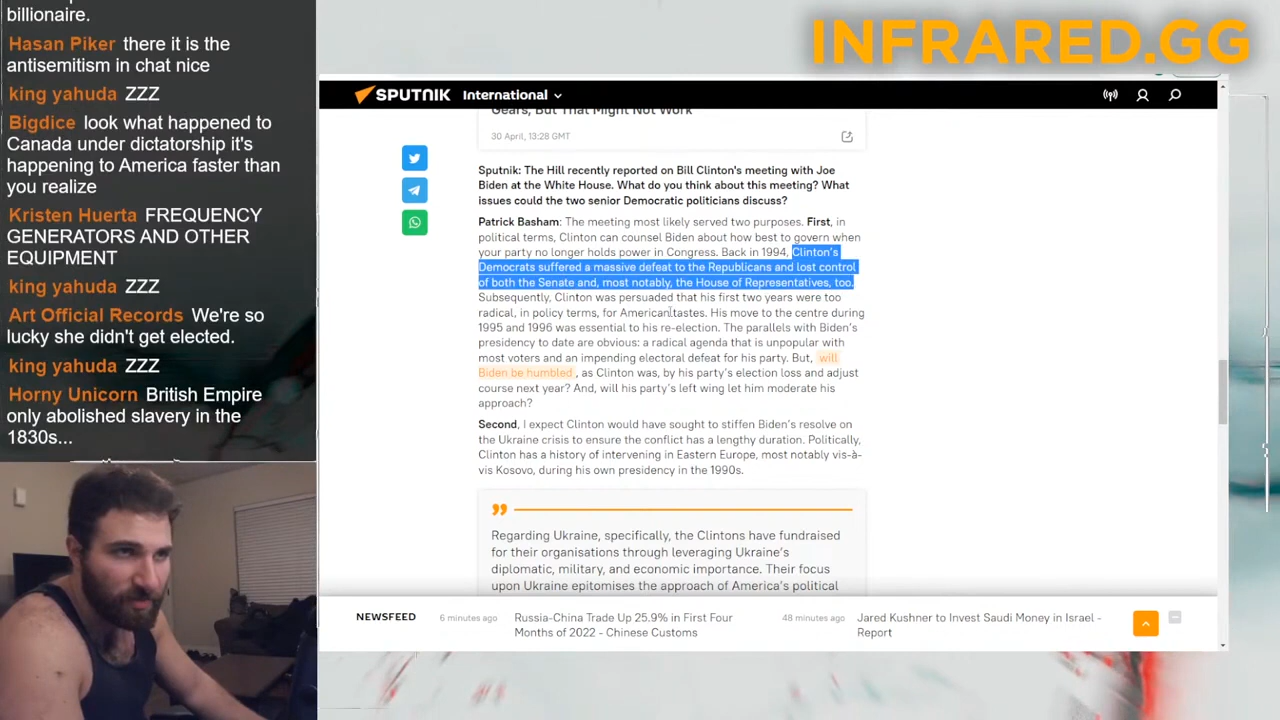 billionaire.
Hasan Piker there it is the
antisemitism in chat nice
king yahuda ZZZ
Bigdice look what happened to
Canada under dictatorship it's
happening to America faster than
you realize
Kristen Huerta FREQUENCY
GENERATORS AND OTHER
EQUIPMENT
king yahuda ZZZ
Art Official Records We're so
lucky she didn't get elected.
king yahuda ZZZ
Horny Unicorn British Empire
only abolished slavery in the
1830s...
INFRARED.GG
SPUTNIK International
Gears, But That Might Not Work
30 April, 13:28 GMT
Sputnik: The Hill recently reported on Bill Clinton's meeting with Joe
Biden at the White House. What do you think about this meeting? What
issues could the two senior Democratic politicians discuss?
Patrick Basham: The meeting most likely served two purposes. First, in
political terms, Clinton can counsel Biden about how best to govern when
your party no longer holds power in Congress. Back in 1994, Clinton's
Democrats suffered a massive defeat to the Republicans and lost control
of both the Senate and, most notably, the House of Representatives, too.
Subsequently, Clinton was persuaded that his first two years were too
radical, in policy terms, for American tastes. His move to the centre during
1995 and 1996 was essential to his re-election. The parallels with Biden's
presidency to date are obvious: a radical agenda that is unpopular with
most voters and an impending electoral defeat for his party. But, will
Biden be humbled, as Clinton was, by his party's election loss and adjust
course next year? And, will his party's left wing let him moderate his
approach?
Second, I expect Clinton would have sought to stiffen Biden's resolve on
the Ukraine crisis to ensure the conflict has a lengthy duration. Politically,
Clinton has a history of intervening in Eastern Europe, most notably vis-à-
vis Kosovo, during his own presidency in the 1990s.
Regarding Ukraine, specifically, the Clintons have fundraised
for their organisations through leveraging Ukraine's
diplomatic, military, and economic importance. Their focus
upon Ukraine epitomises the approach of America's political
NEWSFEED
6 minutes ago
Russia-China Trade Up 25.9% in First Four
Months of 2022 - Chinese Customs
48 minutes ago
Jared Kushner to Invest Saudi Money in Israel -
Report